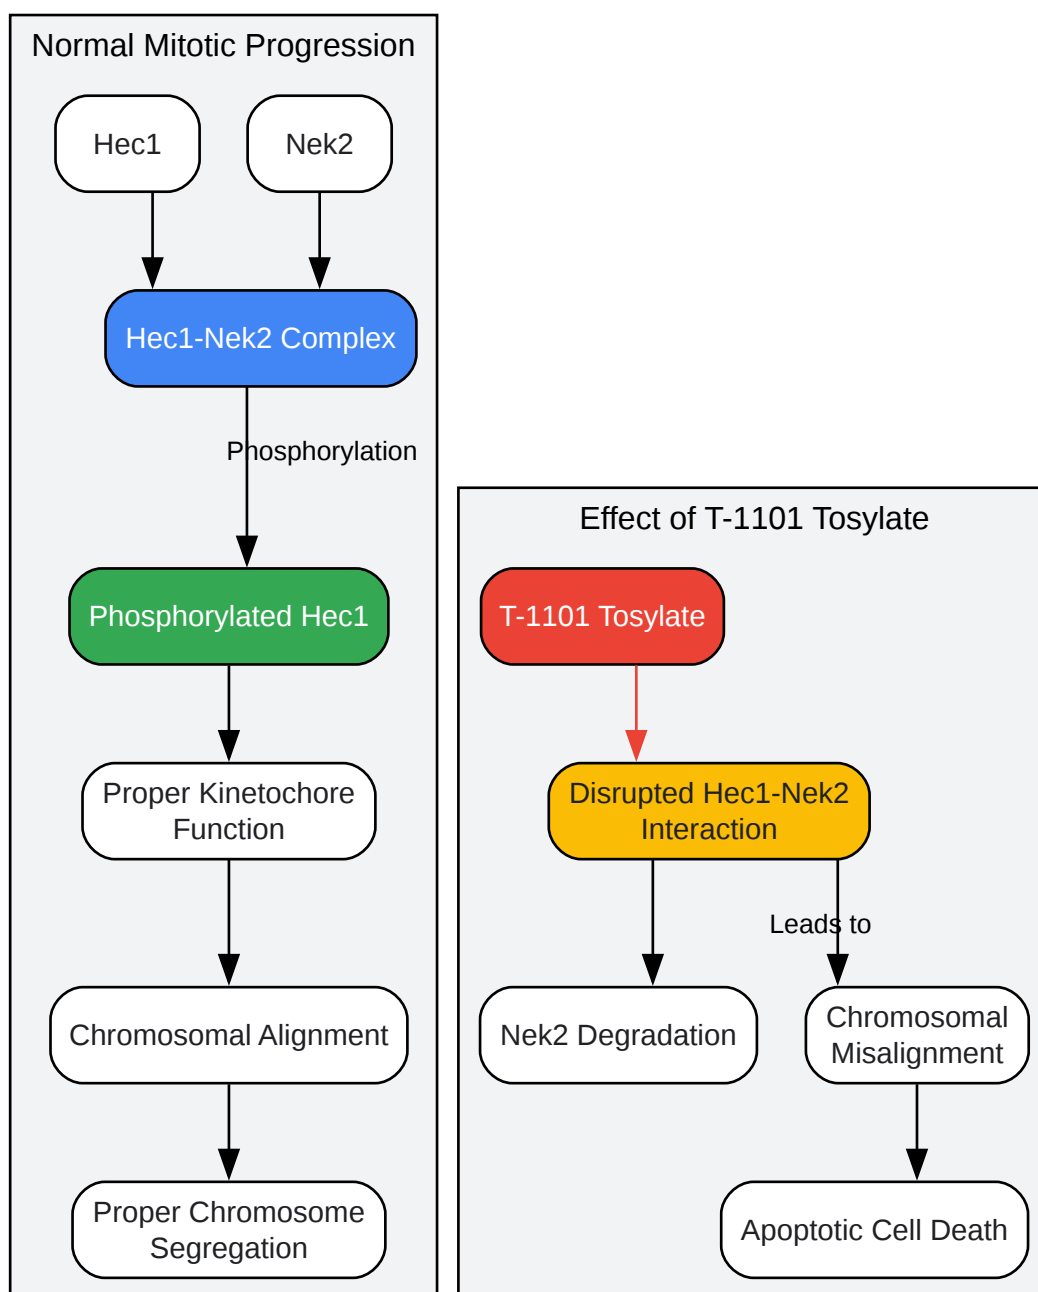 Normal Mitotic Progression
Hec1
Nek2
Hec1-Nek2 Complex
Phosphorylation
Phosphorylated Hec1
Proper Kinetochore
Function
Chromosomal Alignment
Proper Chromosome
Segregation
Effect of T-1101 Tosylate
T-1101 Tosylate
Disrupted Hec1-Nek2
Interaction
Leads to
Nek2 Degradation
Chromosomal
Misalignment
Apoptotic Cell Death